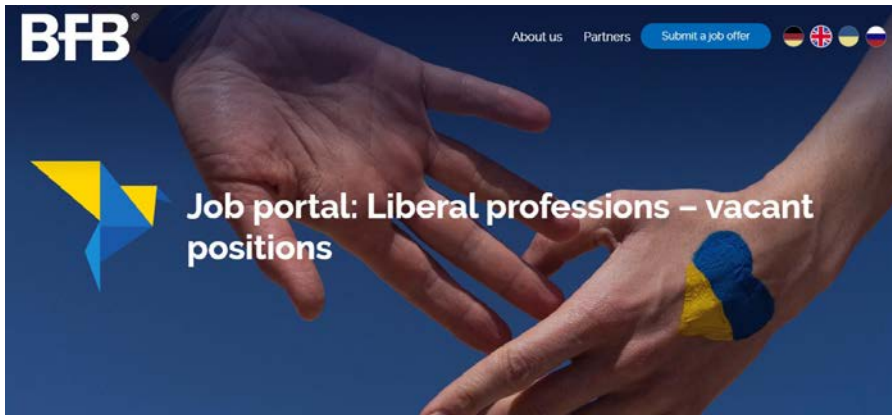 BFB®
About us Partners Submit a job offer
Job portal: Liberal professions – vacant
positions